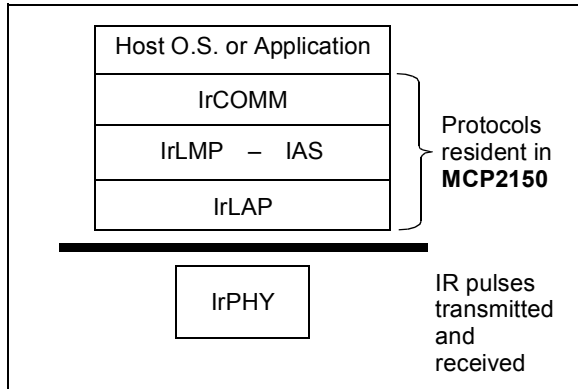 Host O.S. or Application
IrCOMM
IrLMP – IAS
IrLAP
Protocols
resident in
MCP2150
IrPHY
IR pulses
transmitted
and
received